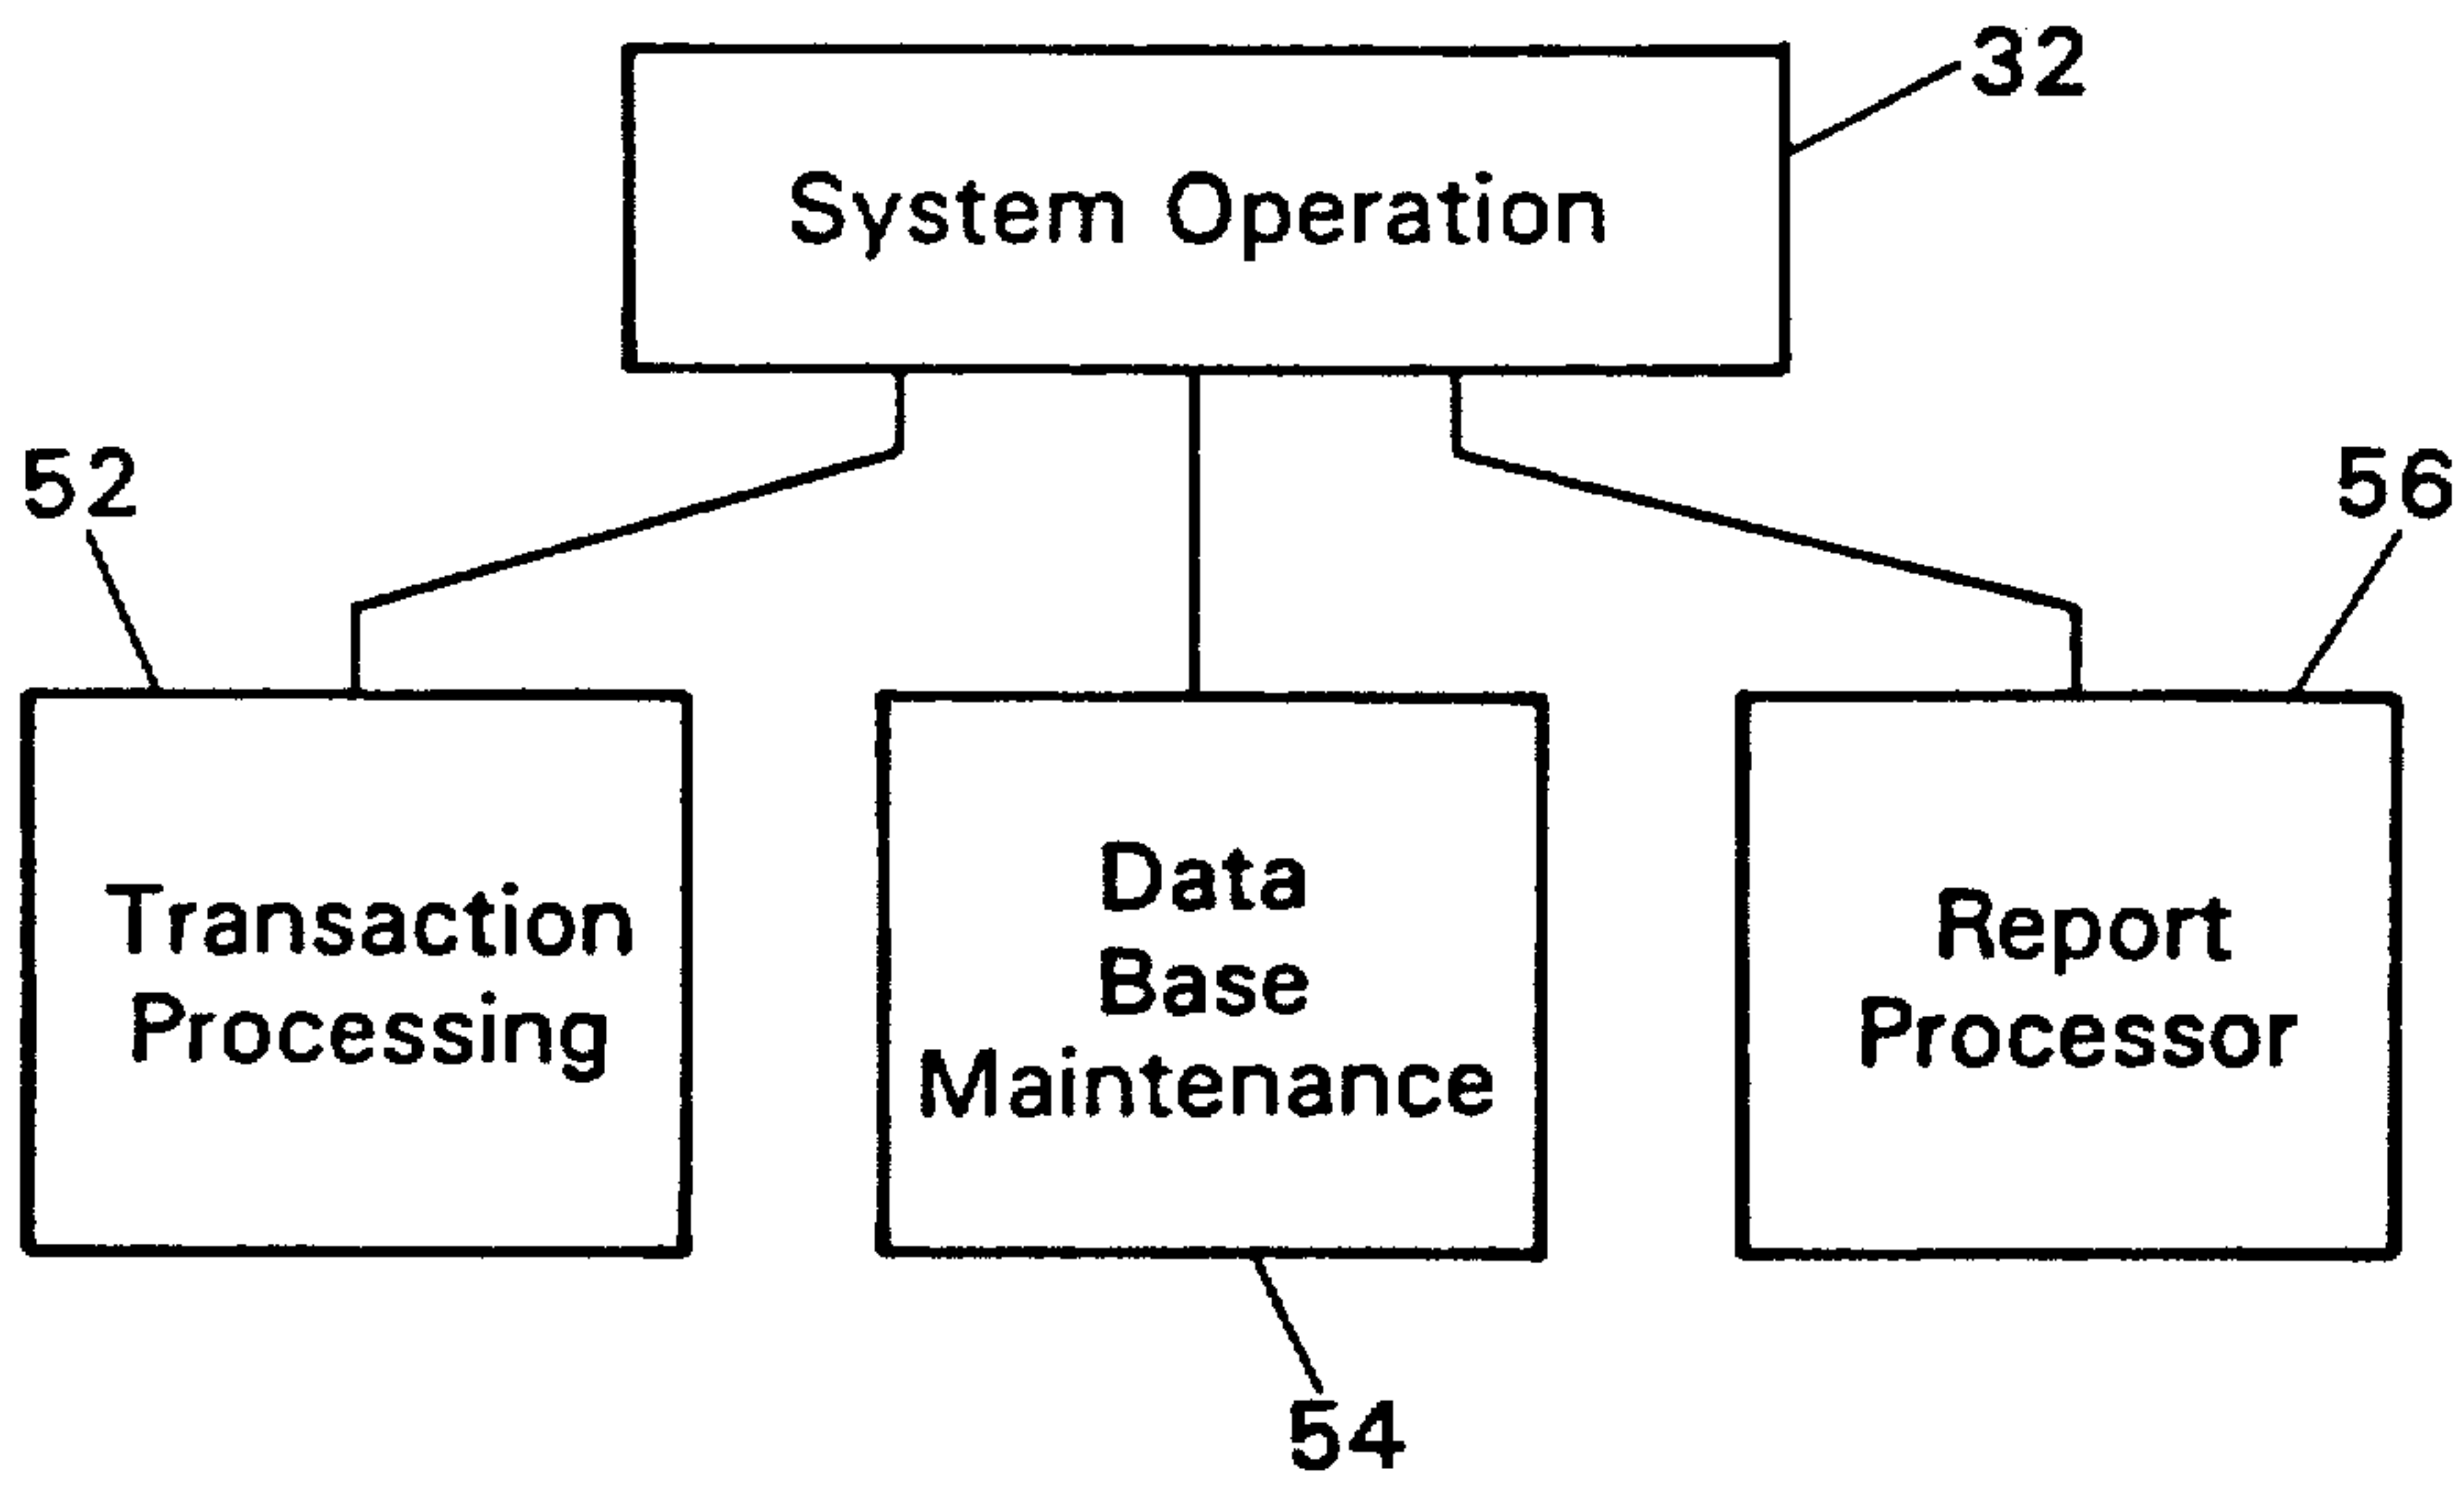 32
System Operation
52
56
Transaction
Processing
Data
Base
Maintenance
Report
Processor
54